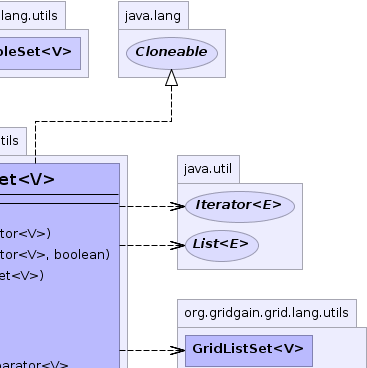 lang.utils
java.lang
leSet<V>
Cloneable
tils
et<V>
java.util
Iterator<E>
tor<V>)
List<E>
tor<V>, boolean)
et<V>)
org.gridgain.grid.lang.utils
GridListSet<V>
parator<V>